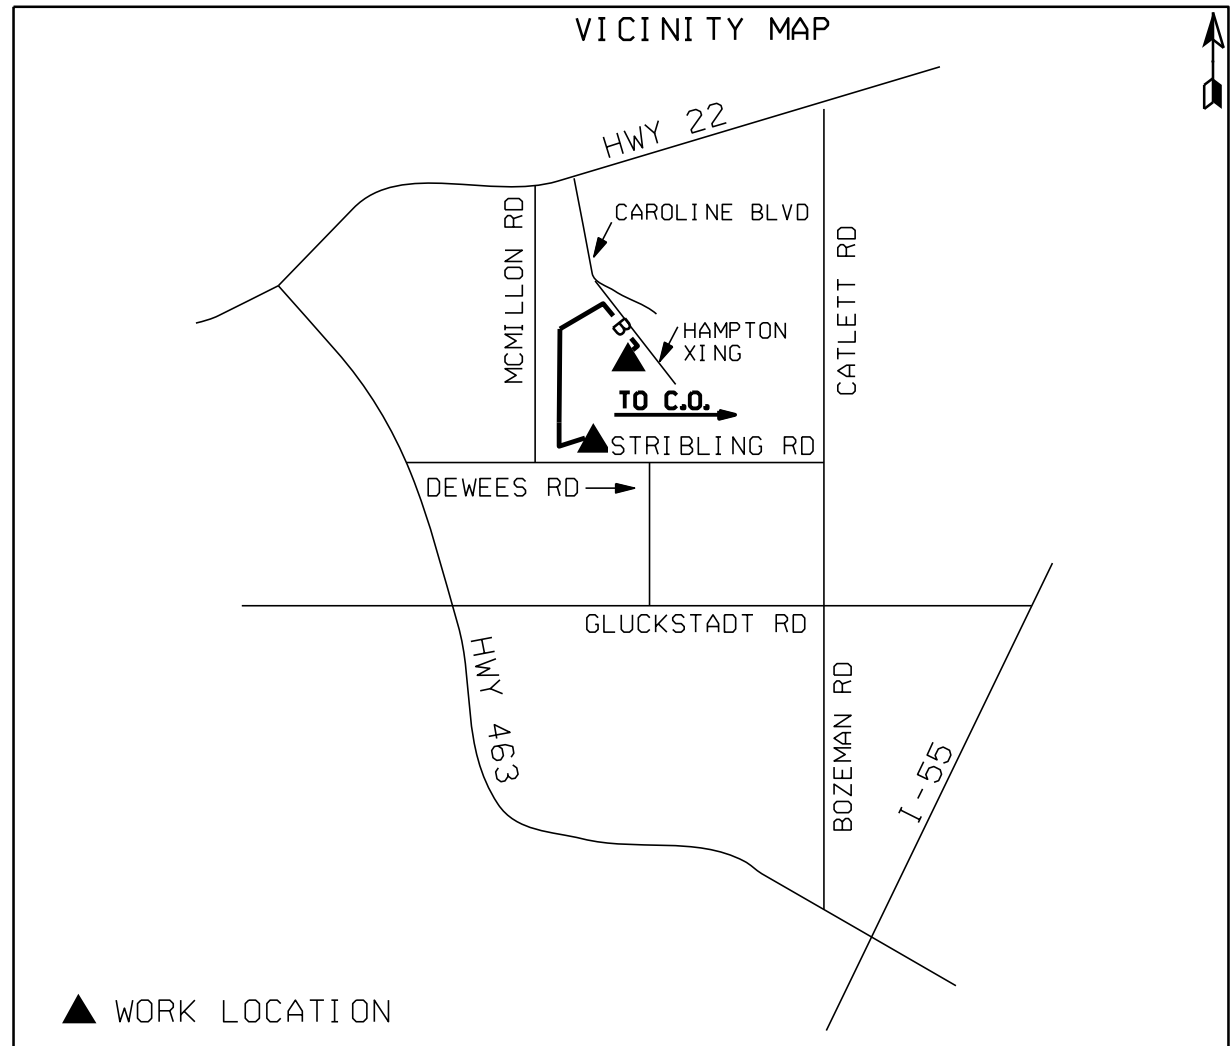 VICINITY MAP
HWY 22
MCMILLON RD
CAROLINE BLVD
CATLETT RD
B
HAMPTON
XING
TO C.O.
STRIBLING RD
DEWEES RD
GLUCKSTADT RD
HWY 463
BOZEMAN RD
I-55
WORK LOCATION